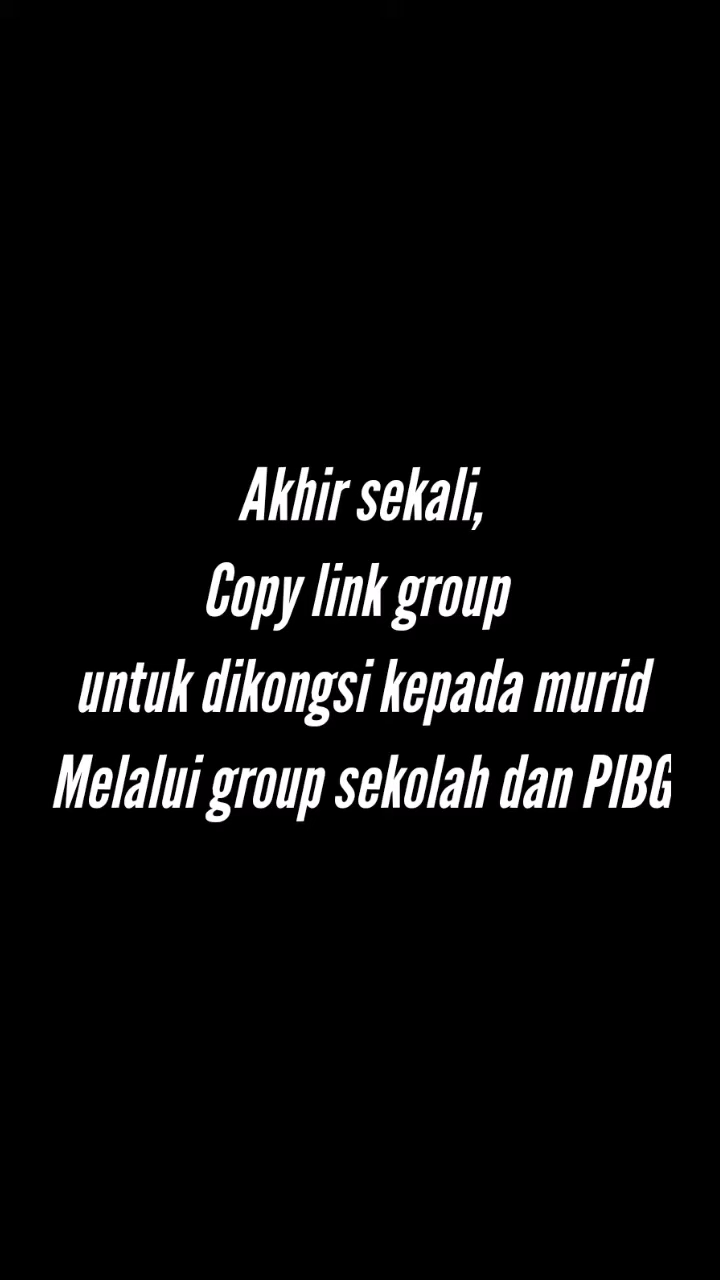 Akhir sekali,
Copy link group
untuk dikongsi kepada murid
Melalui group sekolah dan PIBG